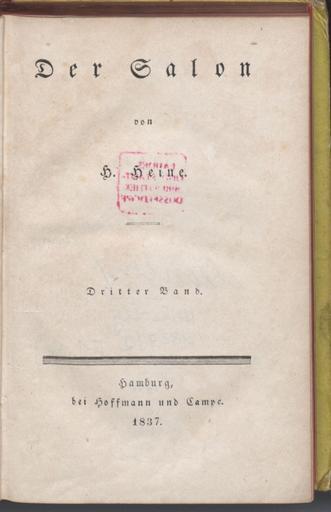 Der Salon
von
H. Heine.
Dritter Band.
Hamburg,
bei Hoffmann und Campe.
1837.